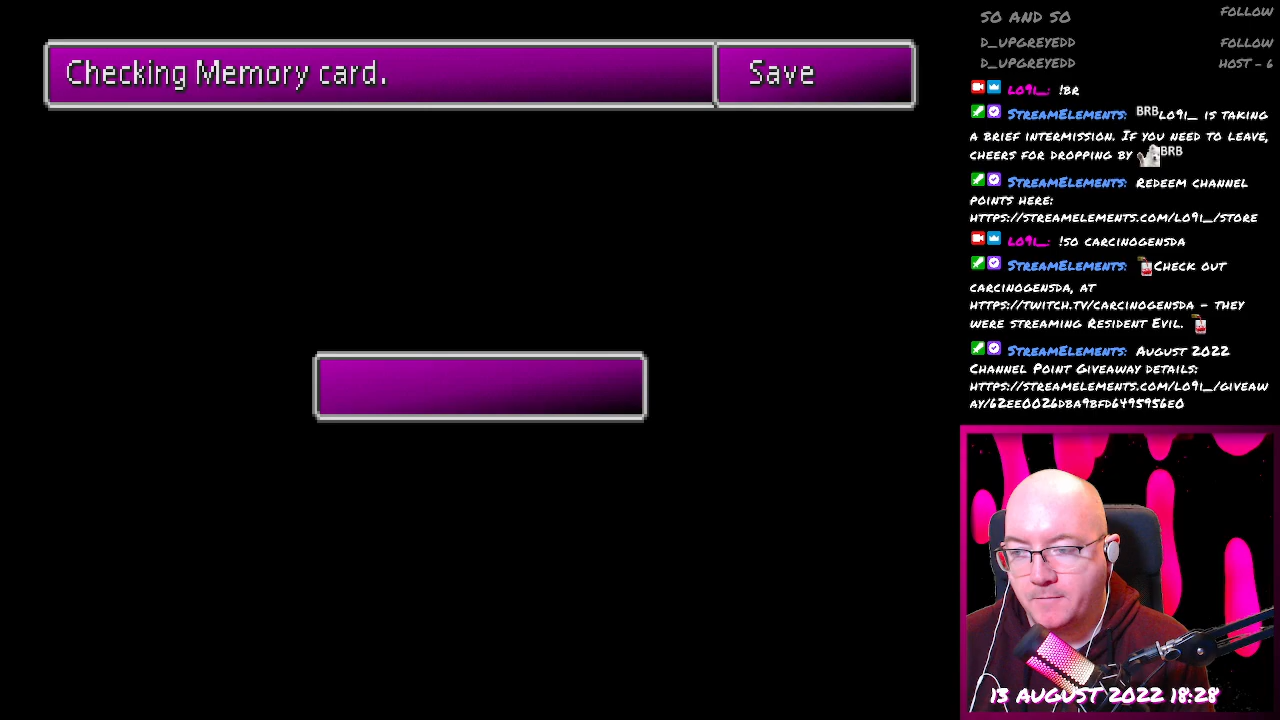 Checking Memory card.
Save
SO AND SO FOLLOW
D_UPGREYEDD FOLLOW
D_UPGREYEDD HOST - 6
LO9I_: !BR
STREAMELEMENTS: BRB LO9I_ IS TAKING
A BRIEF INTERMISSION. IF YOU NEED TO LEAVE,
CHEERS FOR DROPPING BY BRB
STREAMELEMENTS: REDEEM CHANNEL
POINTS HERE:
HTTPS://STREAMELEMENTS.COM/LO9I_/STORE
LO9I_: !SO CARCINOGENSDA
STREAMELEMENTS: CHECK OUT
CARCINOGENSDA, AT
HTTPS://TWITCH.TV/CARCINOGENSDA - THEY
WERE STREAMING RESIDENT EVIL.
STREAMELEMENTS: AUGUST 2022
CHANNEL POINT GIVEAWAY DETAILS:
HTTPS://STREAMELEMENTS.COM/LO9I_/GIVEAW
AY/62EE0026DBA9BFD6495956E0
13 AUGUST 2022 18:28